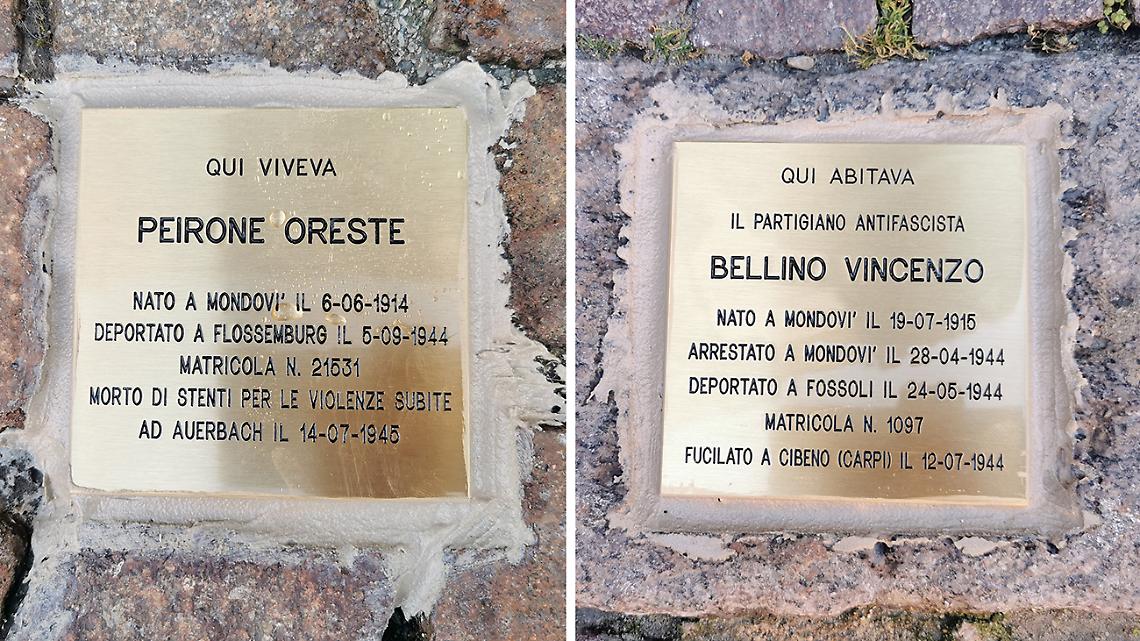 QUI VIVEVA
PEIRONE ORESTE
NATO A MONDOVI' IL 6-06-1914
DEPORTATO A FLOSSEMBURG IL 5-09-1944
MATRICOLA N. 21531
MORTO DI STENTI PER LE VIOLENZE SUBITE
AD AUERBACH IL 14-07-1945
QUI ABITAVA
IL PARTIGIANO ANTIFASCISTA
BELLINO VINCENZO
NATO A MONDOVI' IL 19-07-1915
ARRESTATO A MONDOVI' IL 28-04-1944
DEPORTATO A FOSSOLI IL 24-05-1944
MATRICOLA N. 1097
FUCILATO A CIBENO (CARPI) IL 12-07-1944